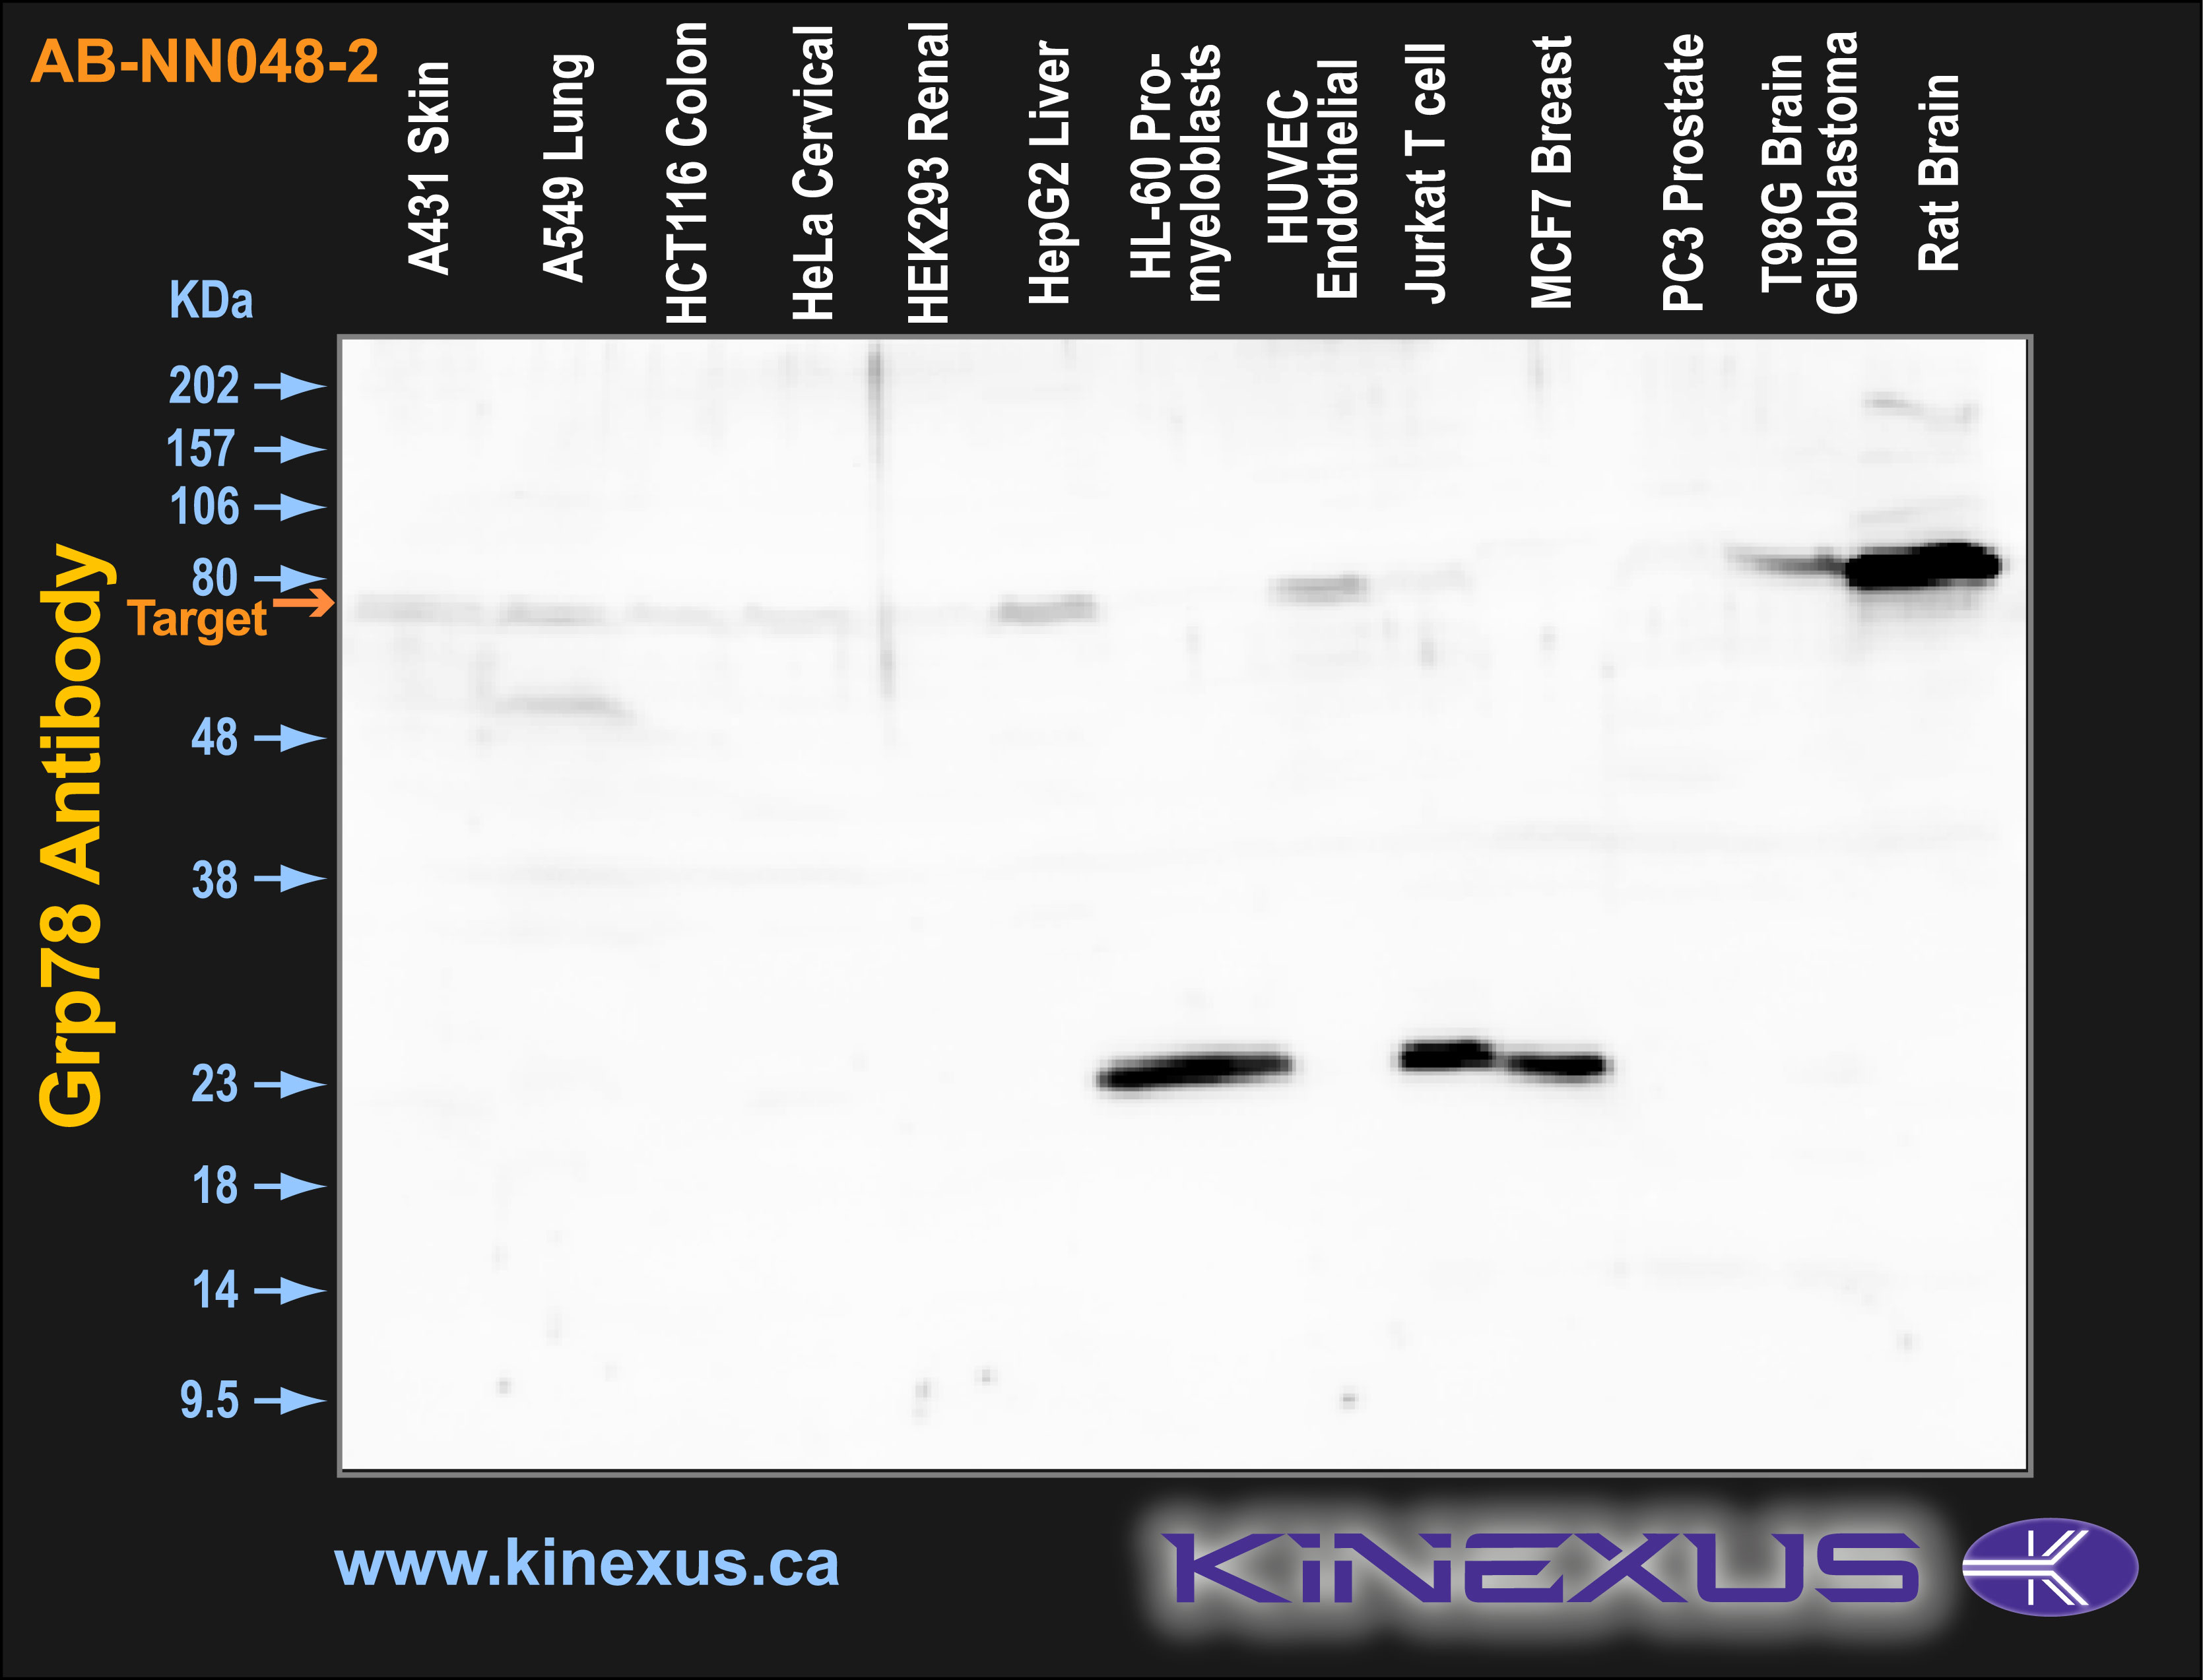 AB-NN048-2
A431 Skin
A549 Lung
HCT116 Colon
HeLa Cervical
HEK293 Renal
HepG2 Liver
HL-60 Pro-
myeloblasts
HUVEC
Endothelial
Jurkat T cell
MCF7 Breast
PC3 Prostate
T98G Brain
Glioblastoma
Rat Brain
KDa
202
157
106
80
Target
48
38
23
18
14
9.5
Grp78 Antibody
www.kinexus.ca
KiNEXUS
K